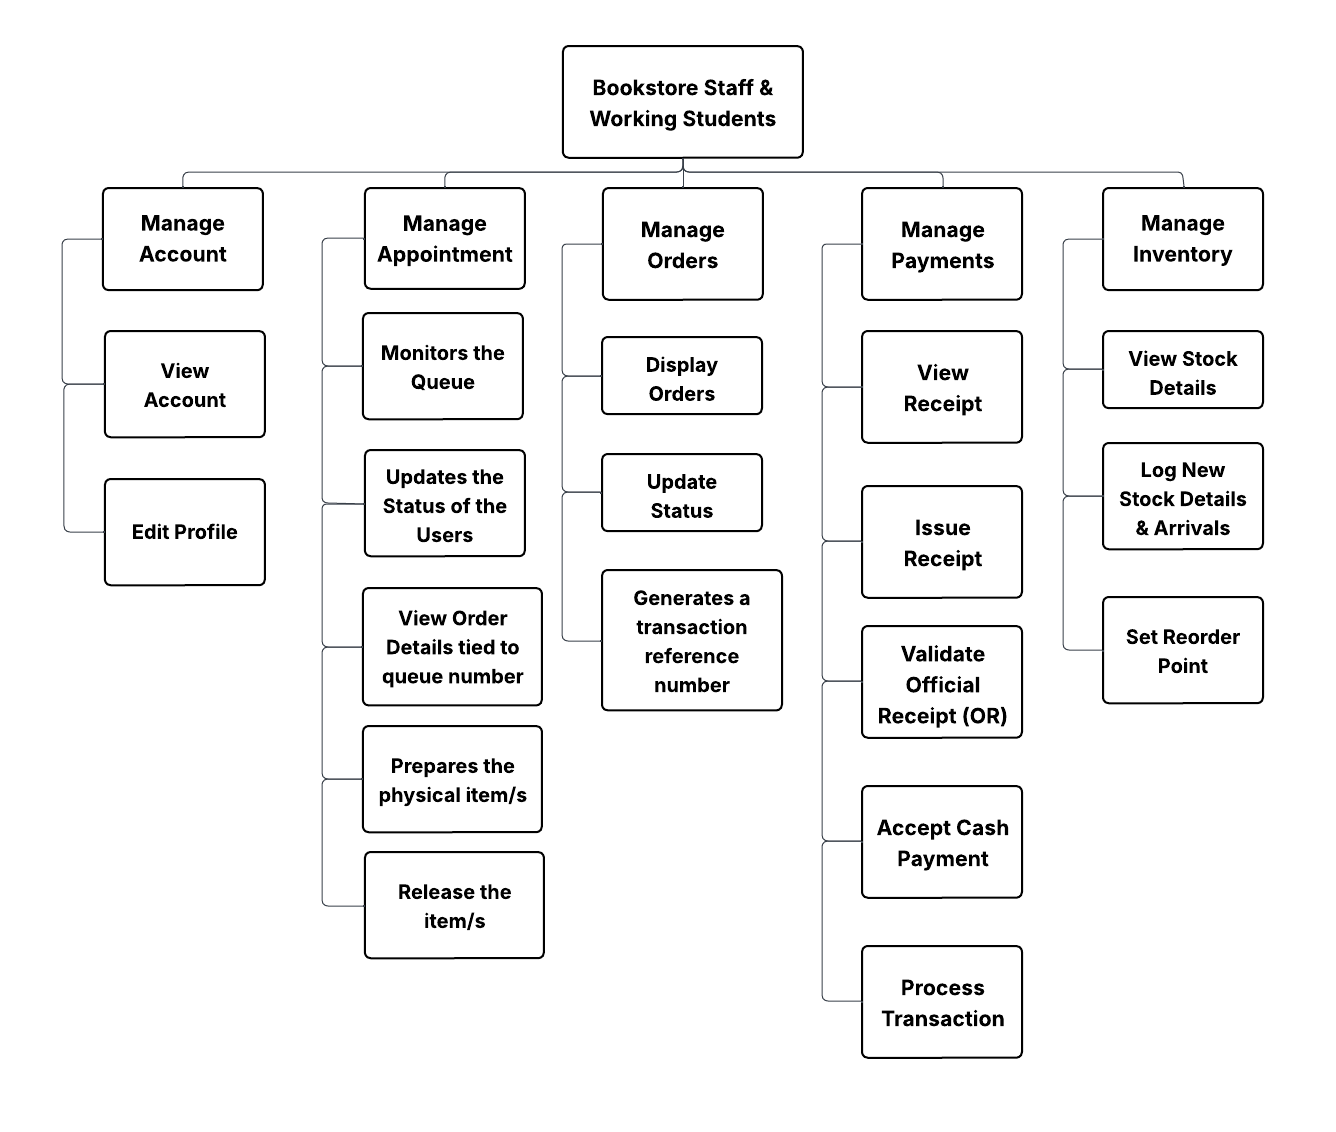 Bookstore Staff &
Working Students
Manage
Account
View
Account
Edit Profile
Manage
Appointment
Monitors the
Queue
Updates the
Status of the
Users
View Order
Details tied to
queue number
Prepares the
physical item/s
Release the
item/s
Manage
Orders
Display
Orders
Update
Status
Generates a
transaction
reference
number
Manage
Payments
View
Receipt
Issue
Receipt
Validate
Official
Receipt (OR)
Accept Cash
Payment
Process
Transaction
Manage
Inventory
View Stock
Details
Log New
Stock Details
& Arrivals
Set Reorder
Point